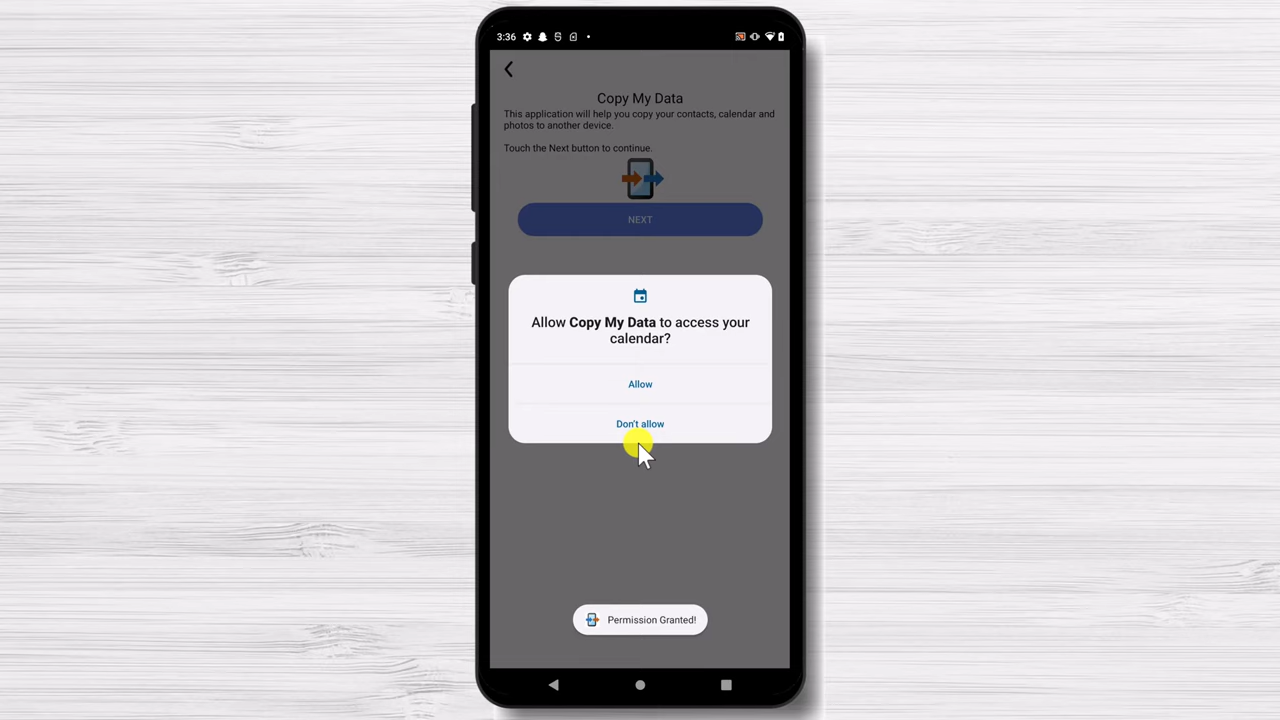 3:36
Copy My Data
This application will help you copy your contacts, calendar and
photos to another device.
Touch the Next button to continue.
NEXT
Allow Copy My Data to access your
calendar?
Allow
Don't allow
Permission Granted!